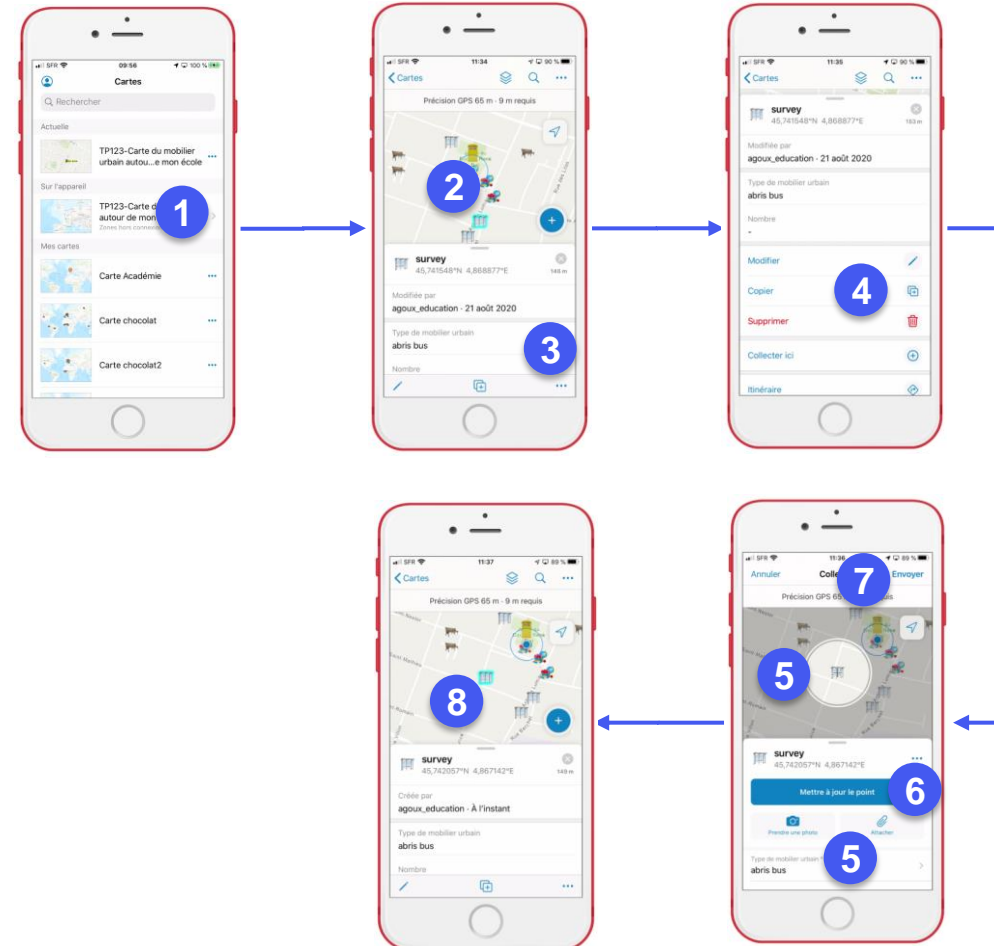 SFR 09:56 100 %
Cartes
Rechercher
Actuelle
TP123-Carte du mobilier
urbain autou...e mon école
Sur l'appareil
TP123-Carte d
autour de mon
Zones hors connexi
1
Mes cartes
Carte Académie
Carte chocolat
Carte chocolat2
SFR 11:34 90 %
Cartes
Précision GPS 65 m - 9 m requis
2
survey
45,741548°N 4,868877°E
148 m
Modifiée par
agoux_education - 21 août 2020
Type de mobilier urbain
abris bus
3
Nombre
SFR 11:35 90 %
Cartes
survey
45,741548°N 4,868877°E
193 m
Modifiée par
agoux_education - 21 août 2020
Type de mobilier urbain
abris bus
Nombre
-
Modifier
Copier
4
Supprimer
Collecter ici
Itinéraire
SFR 11:37 89 %
Cartes
Précision GPS 65 m - 9 m requis
8
survey
45,742057°N 4,867142°E
149 m
Créée par
agoux_education - À l'instant
Type de mobilier urbain
abris bus
Nombre
SFR 11:36 89 %
Annuler Colle Envoyer
7
Précision GPS 65 uis
5
survey
45,742057°N 4,867142°E
Mettre à jour le point
6
Prendre une photo Attacher
Type de mobilier urbain *
abris bus
5